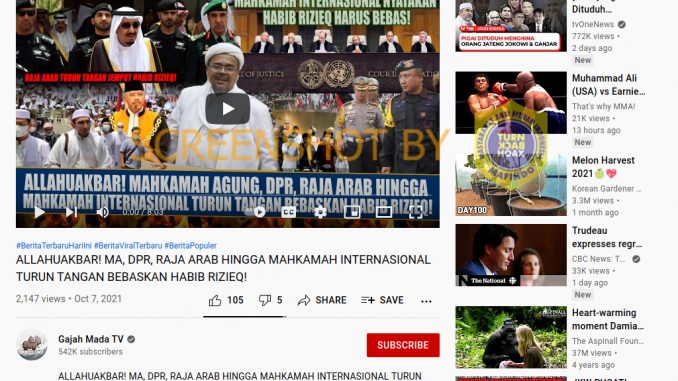 MAHKAMAH INTERNASIONAL NYATAKAN
HABIB RIZIEQ HARUS BEBAS!
RAJA ARAB TURUN TANGAN JEMPUT HABIB RIZIEQ!
SCREENSHOT BY
TURN
BACK
HOAX
MAFINDO
ALLAHUAKBAR! MAHKAMAH AGUNG, DPR, RAJA ARAB HINGGA
MAHKAMAH INTERNASIONAL TURUN TANGAN BEBASKAN HABIB RIZIEQ!
0:00 / 8:03
CC
#BeritaTerbaruHariIni #BeritaViralTerbaru #BeritaPopuler
ALLAHUAKBAR! MA, DPR, RAJA ARAB HINGGA MAHKAMAH INTERNASIONAL
TURUN TANGAN BEBASKAN HABIB RIZIEQ!
2,147 views • Oct 7, 2021
105
5
SHARE
SAVE
Gajah Mada TV
542K subscribers
SUBSCRIBE
ALLAHUAKBAR! MA, DPR, RAJA ARAB HINGGA MAHKAMAH INTERNASIONAL TURUN
PIGAI DITUDUH MENGHINA
ORANG JATENG JOKOWI & GANJAR
Dituduh ...
tvOneNews
772K views
2 days ago
New
Muhammad Ali
(USA) vs Earnie...
That's why MMA!
21K views
13 hours ago
New
DAY100
Melon Harvest
2021
Korean Gardener ...
3.3M views
1 month ago
The National
Trudeau
expresses regr...
CBC News: T...
33K views
1 day ago
New
Heart-warming
moment Damia...
The Aspinall Foun...
37M views
4 years ago